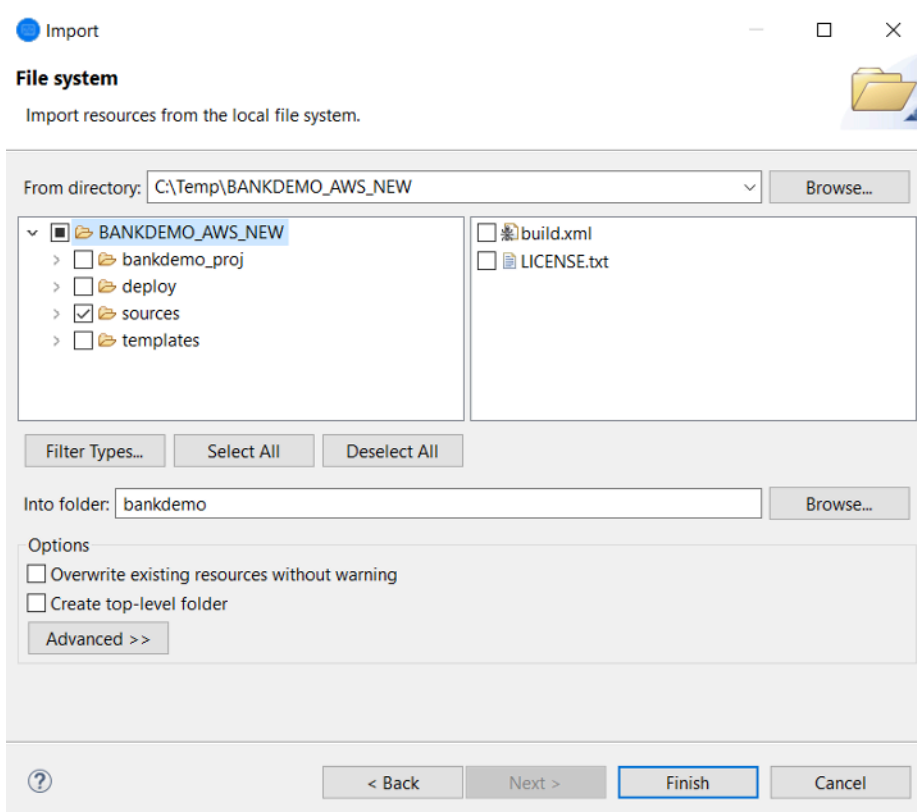 Import
File system
Import resources from the local file system.
From directory: C:\Temp\BANKDEMO_AWS_NEW Browse...
BANKDEMO_AWS_NEW
bankdemo_proj
deploy
sources
templates
build.xml
LICENSE.txt
Filter Types... Select All Deselect All
Into folder: bankdemo Browse...
Options
Overwrite existing resources without warning
Create top-level folder
Advanced >>
? < Back Next > Finish Cancel